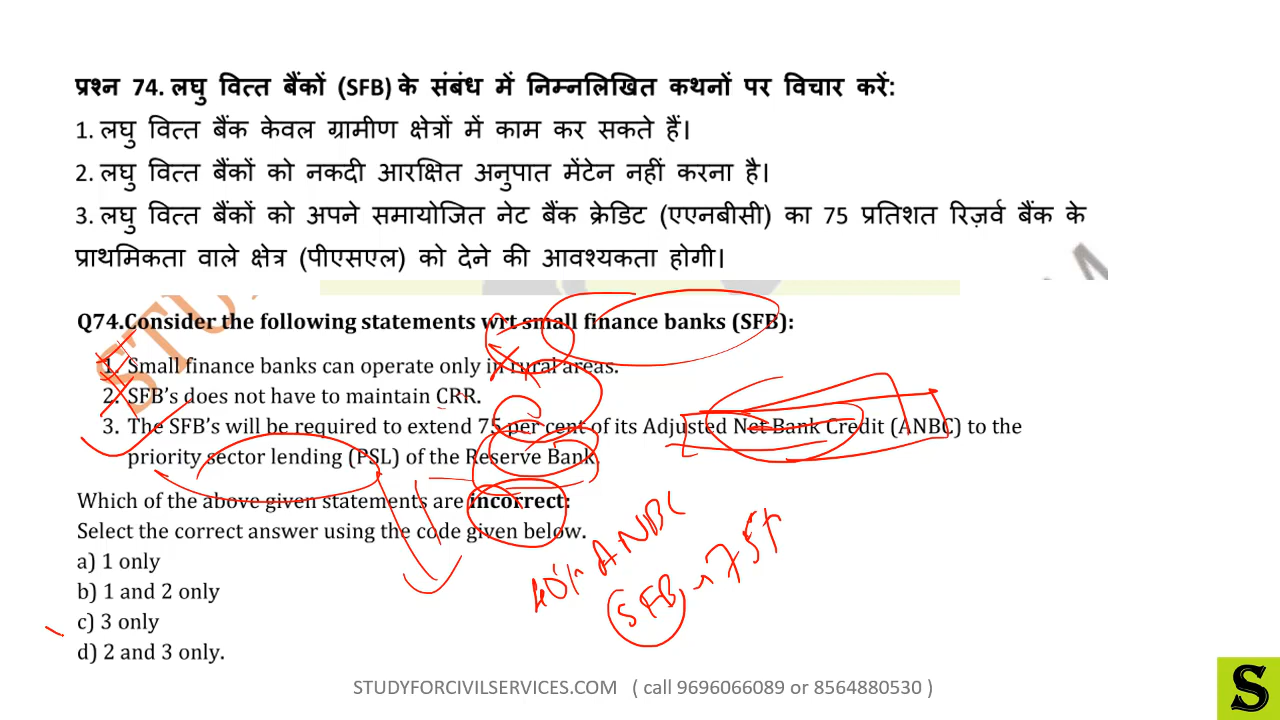 प्रश्न 74. लघु वित्त बैंकों (SFB) के संबंध में निम्नलिखित कथनों पर विचार करें:
1. लघु वित्त बैंक केवल ग्रामीण क्षेत्रों में काम कर सकते हैं।
2. लघु वित्त बैंकों को नकदी आरक्षित अनुपात मेंटेन नहीं करना है।
3. लघु वित्त बैंकों को अपने समायोजित नेट बैंक क्रेडिट (एएनबीसी) का 75 प्रतिशत रिज़र्व बैंक के
प्राथमिकता वाले क्षेत्र (पीएसएल) को देने की आवश्यकता होगी।
Q74.Consider the following statements wrt small finance banks (SFB):
1. Small finance banks can operate only in rural areas.
2. SFB's does not have to maintain CRR.
3. The SFB's will be required to extend 75 per cent of its Adjusted Net Bank Credit (ANBC) to the
priority sector lending (PSL) of the Reserve Bank.
Which of the above given statements are incorrect:
Select the correct answer using the code given below.
a) 1 only
b) 1 and 2 only
c) 3 only
d) 2 and 3 only.
40% ANBC
SFB 75%
STUDYFORCIVILSERVICES.COM ( call 9696066089 or 8564880530 )
S